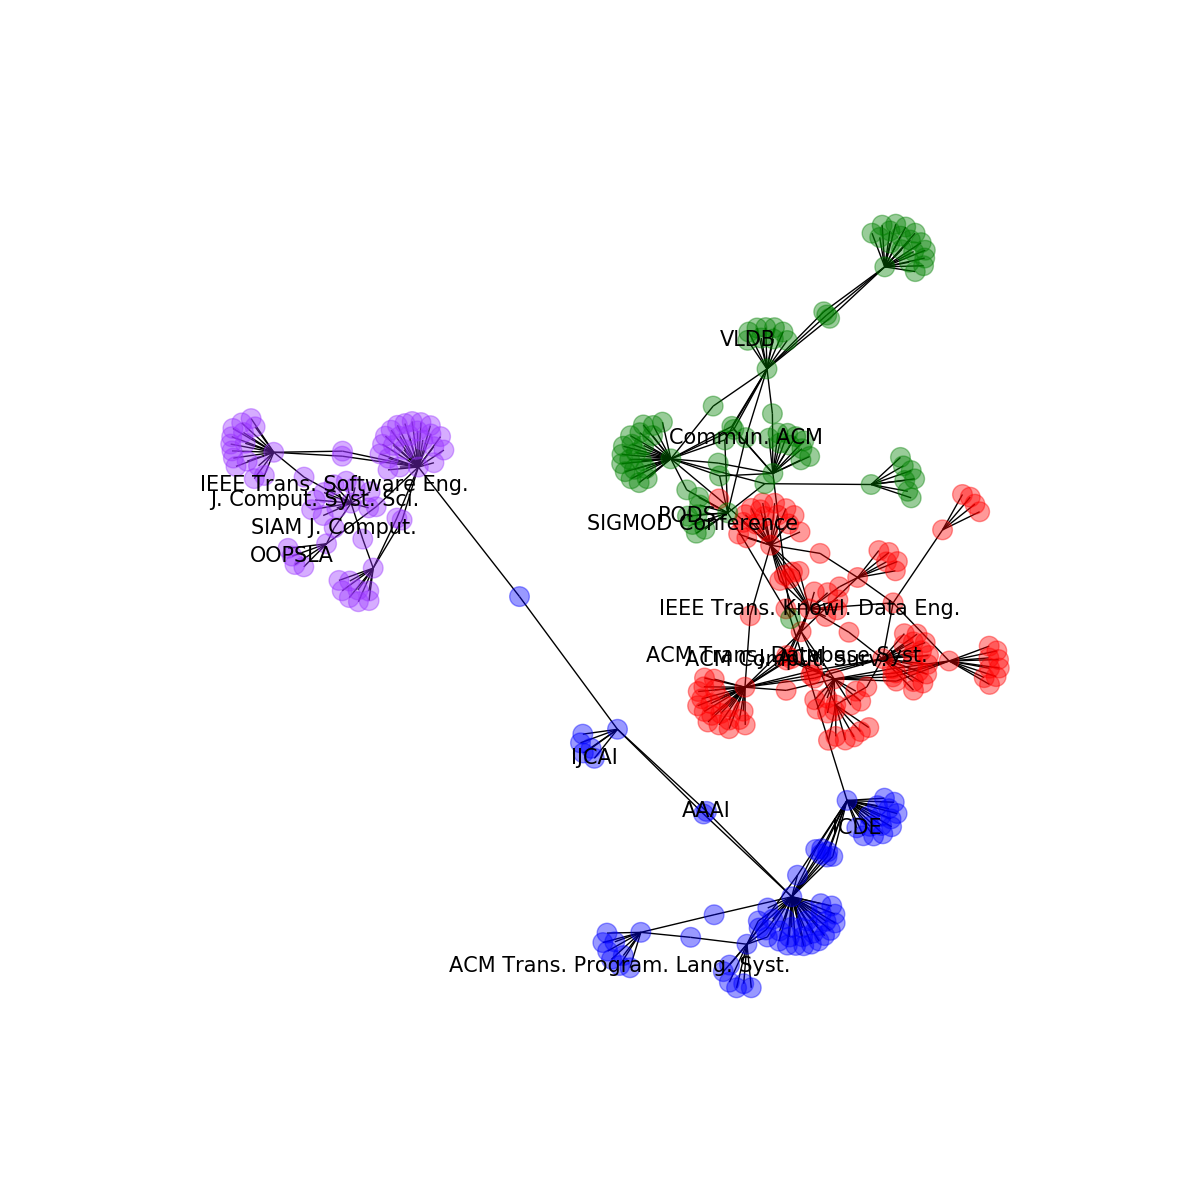 VLDB
Commun. ACM
IEEE Trans. Software Eng.
J. Comput. Syst. Sci.
PODS
SIGMOD Conference
SIAM J. Comput.
OOPSLA
IEEE Trans. Knowl. Data Eng.
ACM Trans. Database Syst.
ACM Comput. Surv.
J. ACM
IJCAI
AAAI
ICDE
ACM Trans. Program. Lang. Syst.